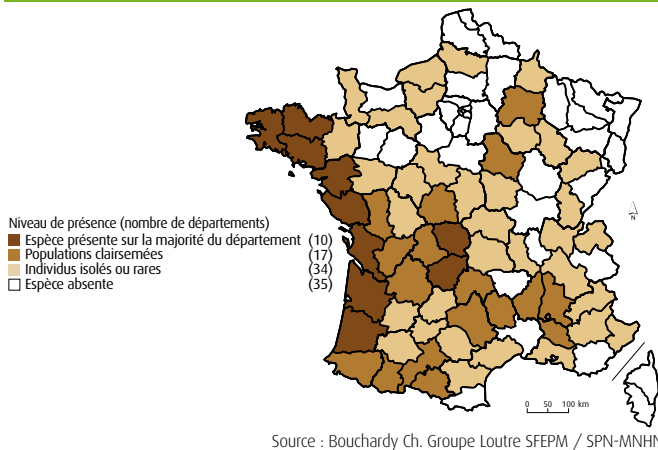 Niveau de présence (nombre de départements)
Espèce présente sur la majorité du département (10)
Populations clairsemées (17)
Individus isolés ou rares (34)
Espèce absente (35)
N
0 50 100 km
Source : Bouchardy Ch. Groupe Loutre SFEPM / SPN-MNHN